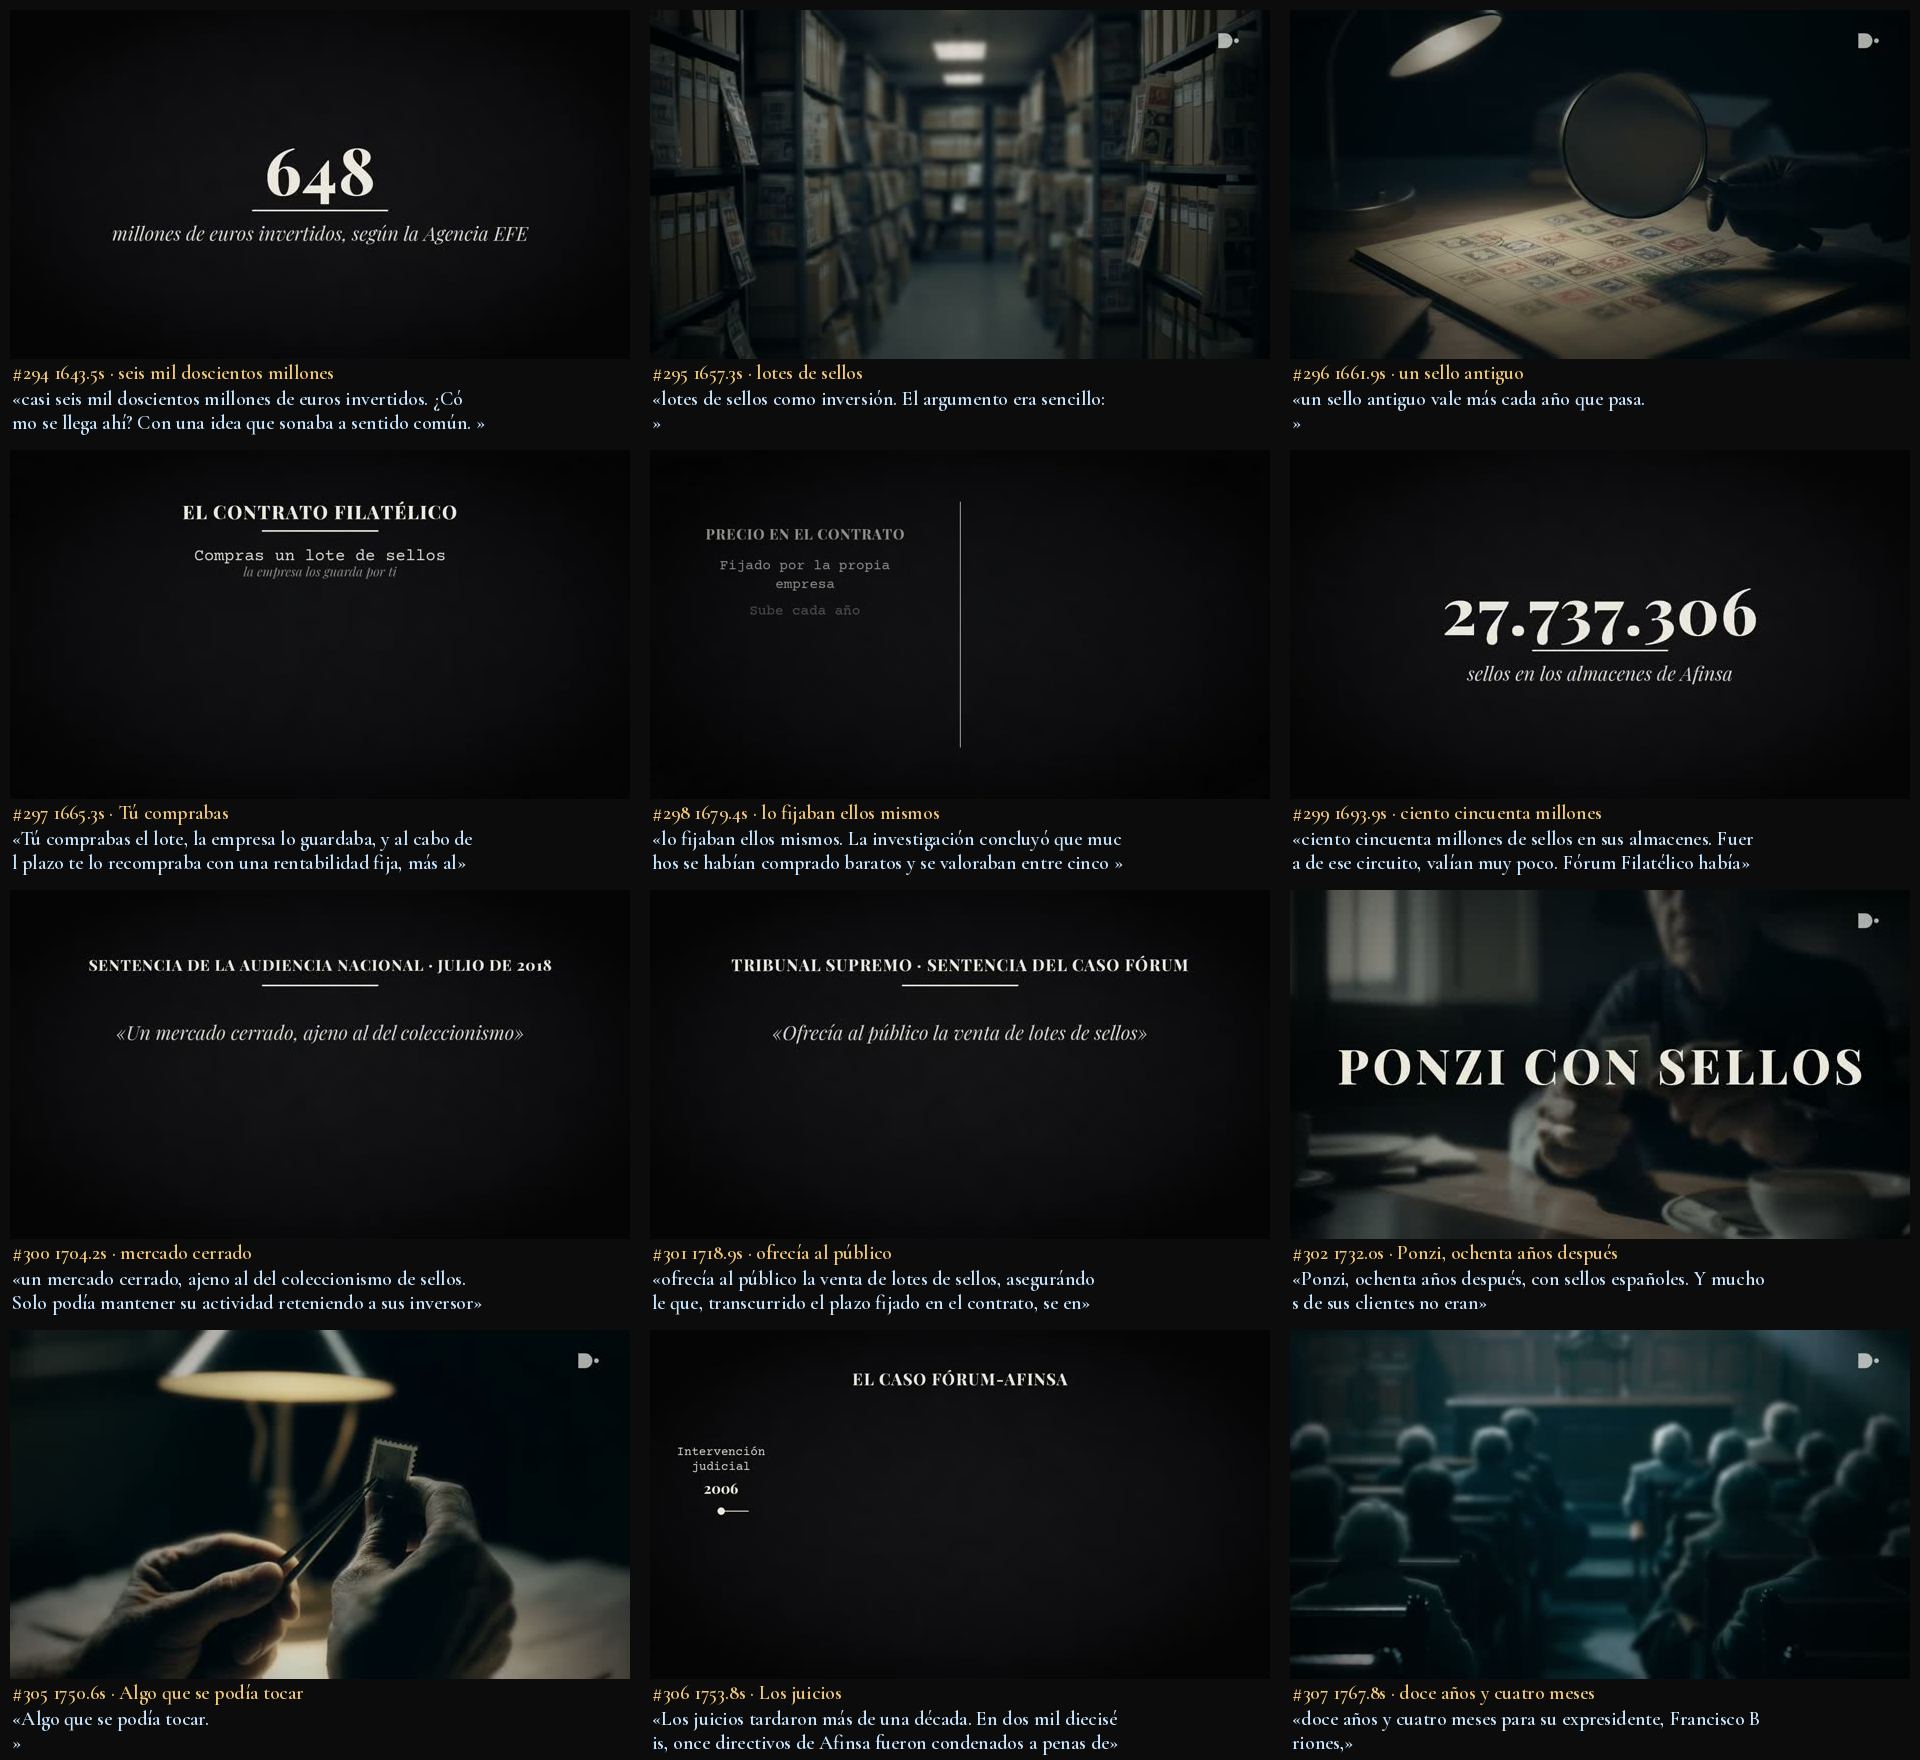 648
millones de euros invertidos, según la Agencia EFE
#294 1643.5s · seis mil doscientos millones
«casi seis mil doscientos millones de euros invertidos. ¿Có
mo se llega ahí? Con una idea que sonaba a sentido común. »
#295 1657.3s · lotes de sellos
«lotes de sellos como inversión. El argumento era sencillo:
»
#296 1661.9s · un sello antiguo
«un sello antiguo vale más cada año que pasa.
»
EL CONTRATO FILATÉLICO
Compras un lote de sellos
la empresa los guarda por ti
#297 1665.3s · Tú comprabas
«Tú comprabas el lote, la empresa lo guardaba, y al cabo de
l plazo te lo recompraba con una rentabilidad fija, más al»
PRECIO EN EL CONTRATO
Fijado por la propia
empresa
Sube cada año
#298 1679.4s · lo fijaban ellos mismos
«lo fijaban ellos mismos. La investigación concluyó que muc
hos se habían comprado baratos y se valoraban entre cinco »
27.737.306
sellos en los almacenes de Afinsa
#299 1693.9s · ciento cincuenta millones
«ciento cincuenta millones de sellos en sus almacenes. Fuer
a de ese circuito, valían muy poco. Fórum Filatélico había»
SENTENCIA DE LA AUDIENCIA NACIONAL · JULIO DE 2018
«Un mercado cerrado, ajeno al del coleccionismo»
#300 1704.2s · mercado cerrado
«un mercado cerrado, ajeno al del coleccionismo de sellos.
Solo podía mantener su actividad reteniendo a sus inversor»
TRIBUNAL SUPREMO · SENTENCIA DEL CASO FÓRUM
«Ofrecía al público la venta de lotes de sellos»
#301 1718.9s · ofrecía al público
«ofrecía al público la venta de lotes de sellos, asegurándo
le que, transcurrido el plazo fijado en el contrato, se en»
PONZI CON SELLOS
#302 1732.0s · Ponzi, ochenta años después
«Ponzi, ochenta años después, con sellos españoles. Y mucho
s de sus clientes no eran»
#305 1750.6s · Algo que se podía tocar
«Algo que se podía tocar.
»
EL CASO FÓRUM-AFINSA
Intervención
judicial
2006
#306 1753.8s · Los juicios
«Los juicios tardaron más de una década. En dos mil diecisé
is, once directivos de Afinsa fueron condenados a penas de»
#307 1767.8s · doce años y cuatro meses
«doce años y cuatro meses para su expresidente, Francisco B
riones,»